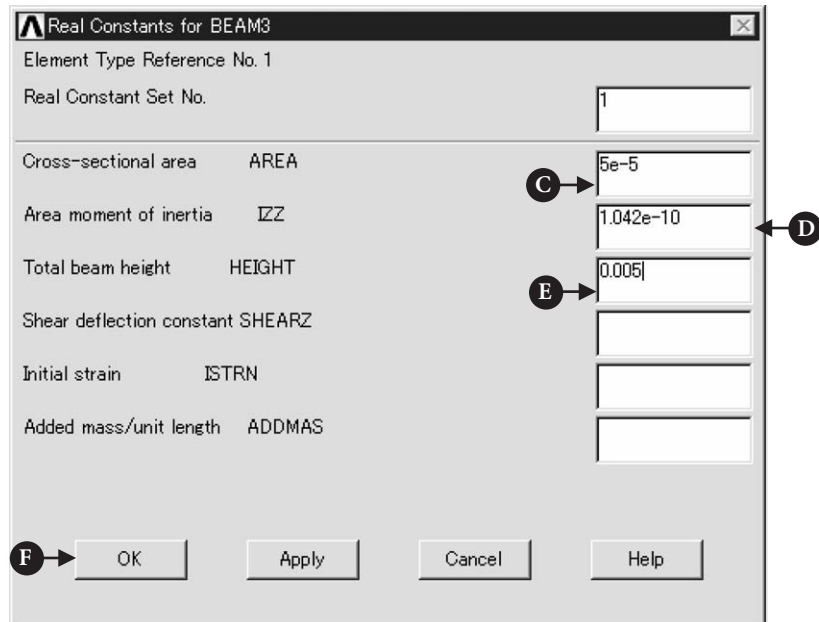 Real Constants for BEAM3
Element Type Reference No. 1
Real Constant Set No. 1
Cross-sectional area AREA 5e-5
C
Area moment of inertia IZZ 1.042e-10
D
Total beam height HEIGHT 0.005
E
Shear deflection constant SHEARZ
Initial strain ISTRN
Added mass/unit length ADDMAS
F OK Apply Cancel Help